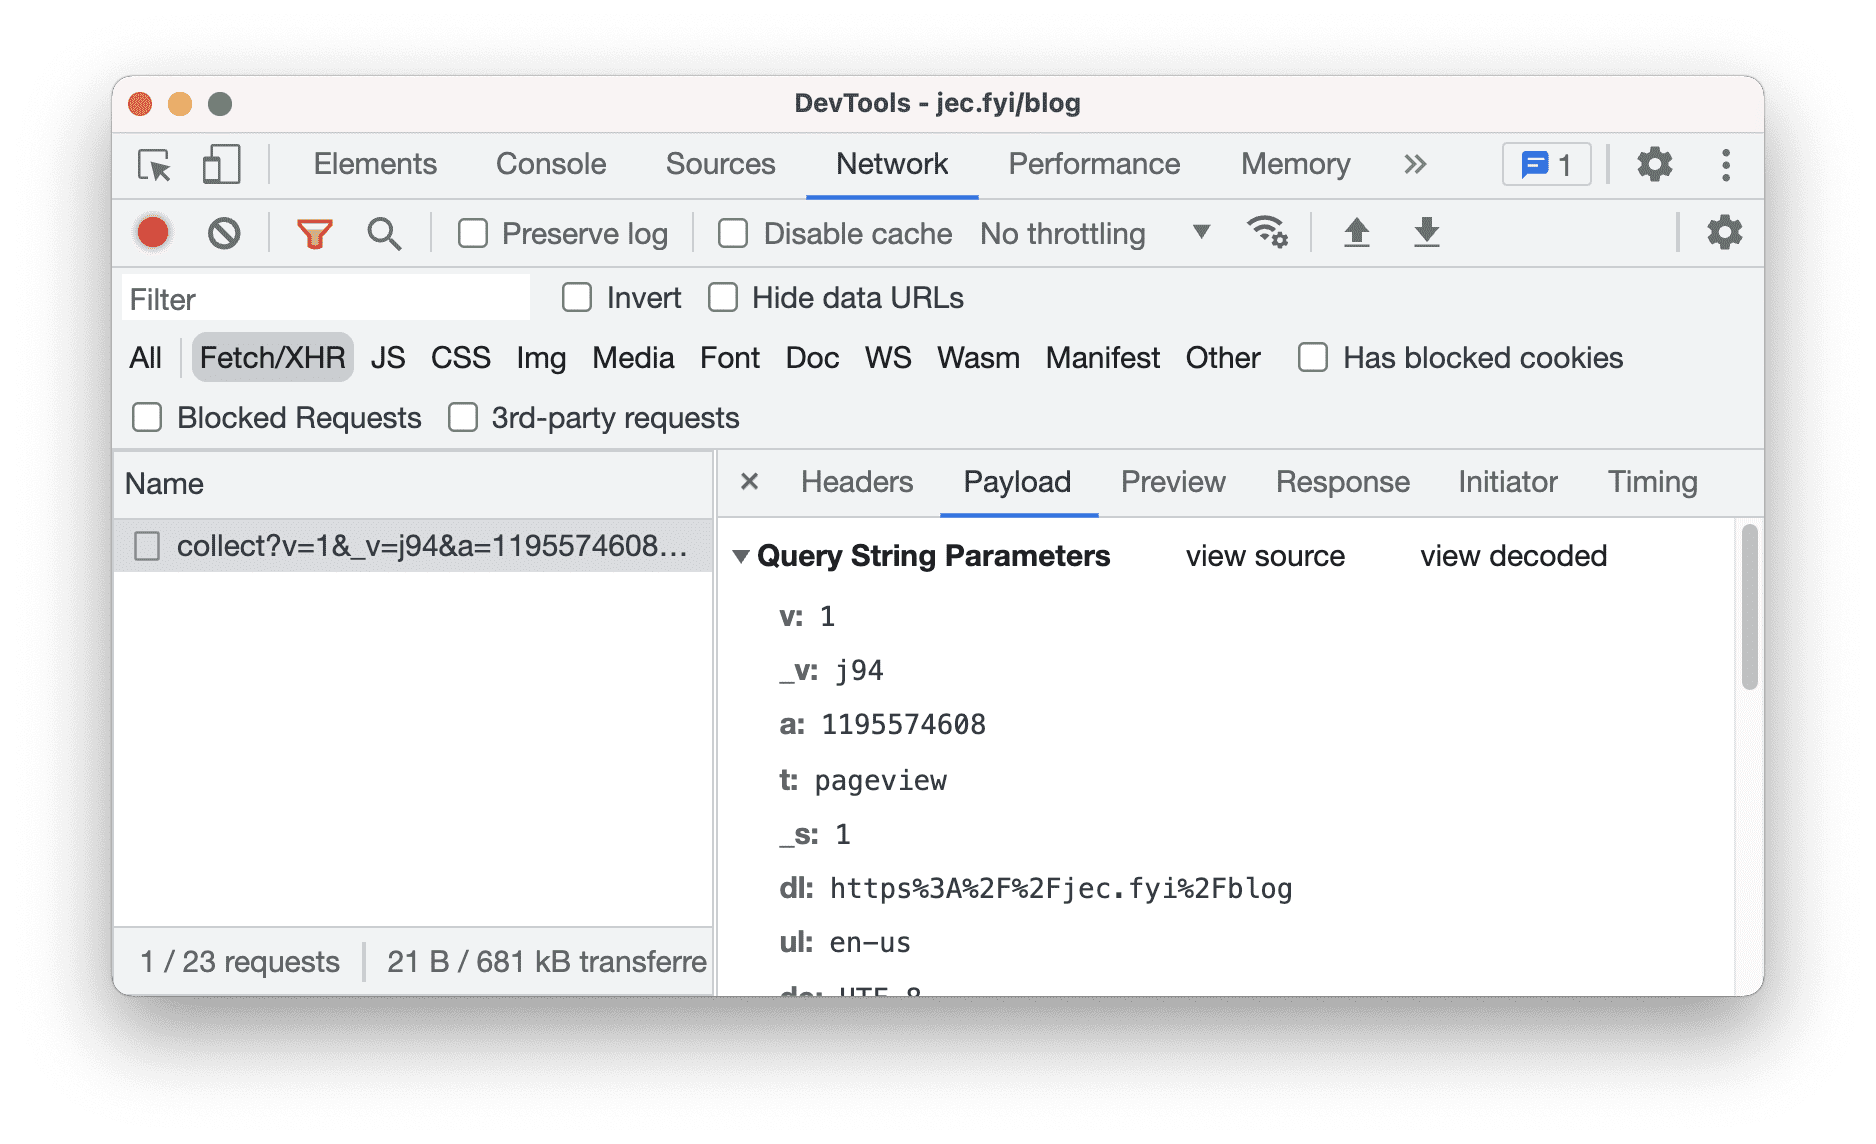 DevTools - jec.fyi/blog
Elements Console Sources Network Performance Memory 1
Preserve log Disable cache No throttling
Filter Invert Hide data URLs
All Fetch/XHR JS CSS Img Media Font Doc WS Wasm Manifest Other Has blocked cookies
Blocked Requests 3rd-party requests
Name
collect?v=1&_v=j94&a=1195574608...
1 / 23 requests 21 B / 681 kB transferre
Headers Payload Preview Response Initiator Timing
Query String Parameters view source view decoded
v: 1
_v: j94
a: 1195574608
t: pageview
_s: 1
dl: https%3A%2F%2Fjec.fyi%2Fblog
ul: en-us
de: UTF-8